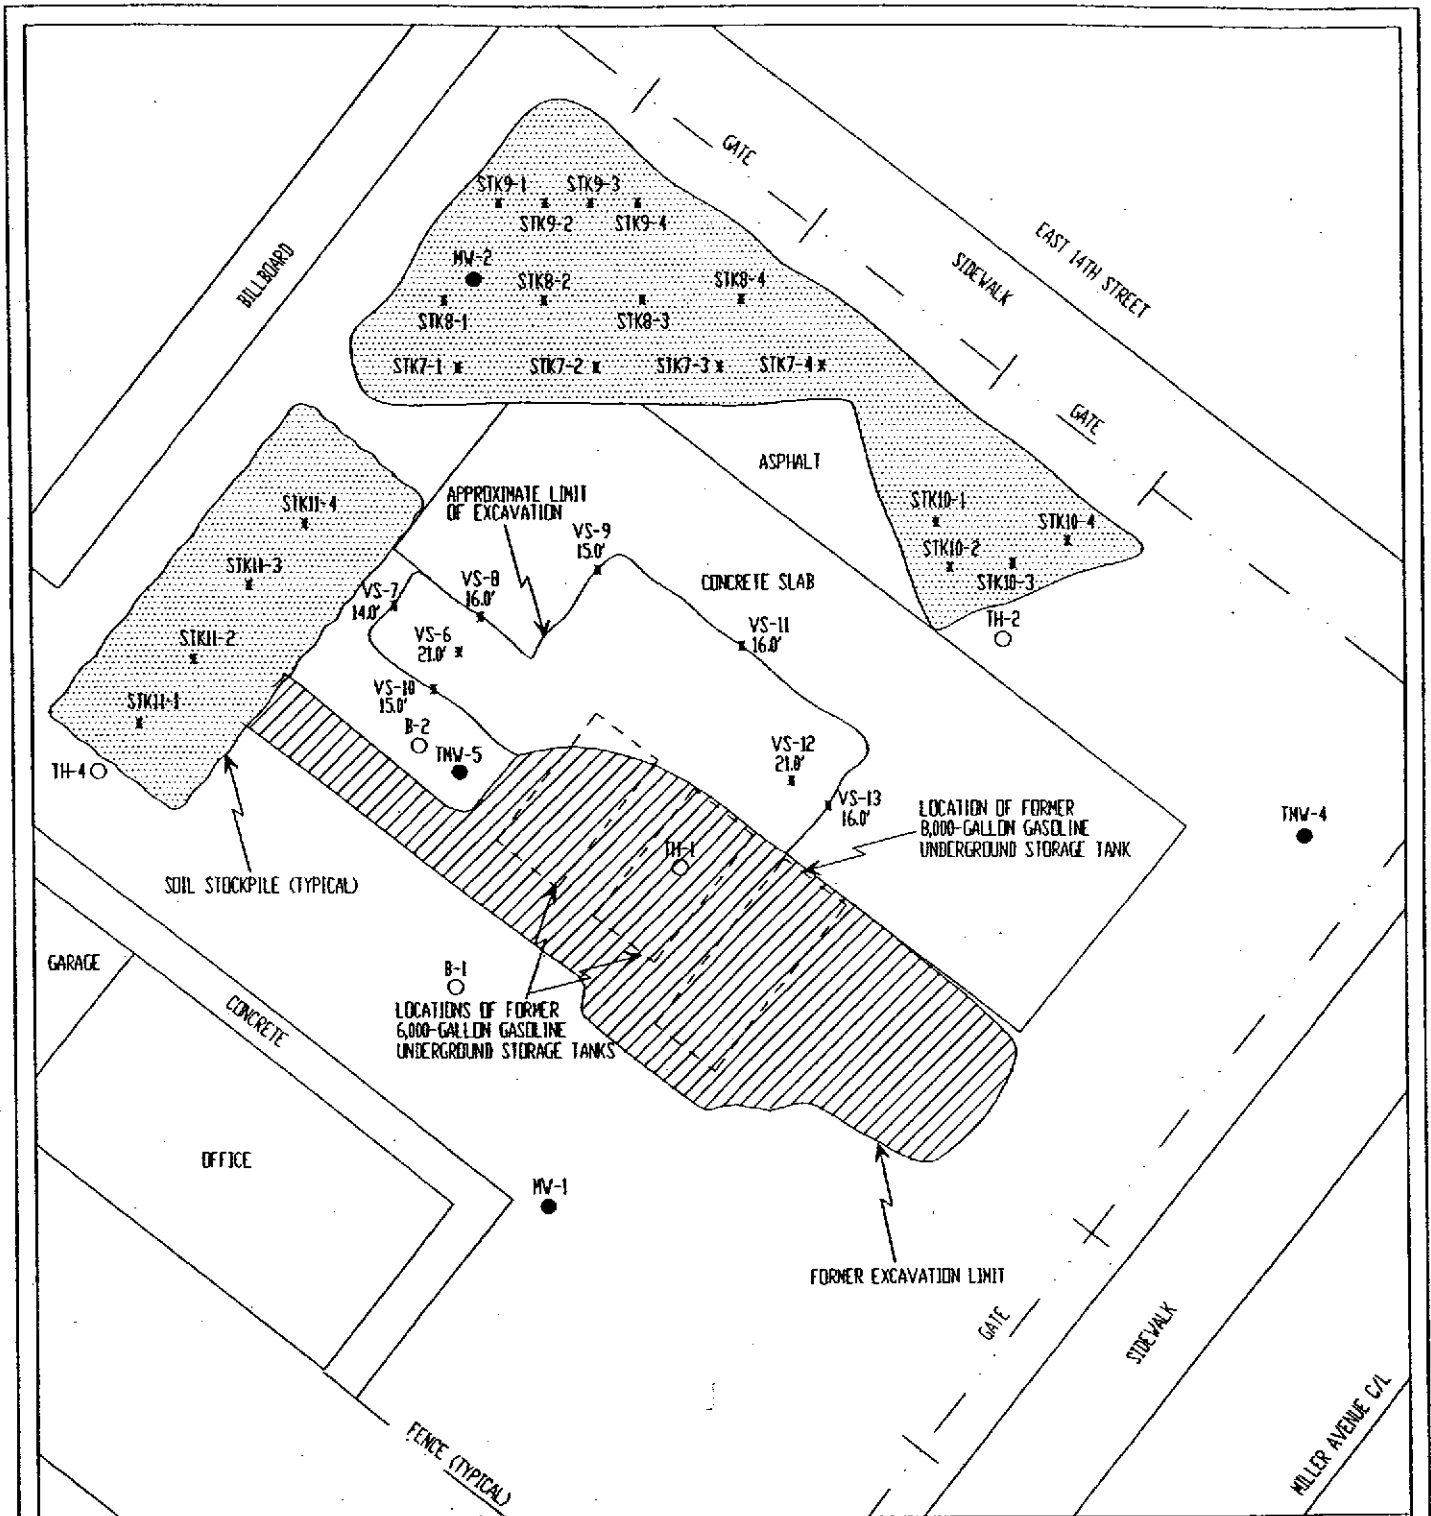 GATE
STK9-1
STK9-3
STK9-2
STK9-4
EAST 14TH STREET
SIDEWALK
BILLBOARD
MW-2
STK8-2
STK8-4
STK8-1
STK8-3
STK7-1
STK7-2
STK7-3
STK7-4
GATE
ASPHALT
APPROXIMATE LIMIT
OF EXCAVATION
STK11-4
STK10-1
STK10-4
STK10-2
STK10-3
VS-9
15.0'
STK11-3
VS-7
14.0'
VS-8
16.0'
CONCRETE SLAB
TH-2
VS-11
16.0'
STK11-2
VS-6
21.0'
VS-10
15.0'
STK11-1
B-2
TMW-5
TH-4
VS-12
21.0'
VS-13
16.0'
LOCATION OF FORMER
8,000-GALLON GASOLINE
UNDERGROUND STORAGE TANK
TMW-4
TH-1
SOIL STOCKPILE (TYPICAL)
GARAGE
B-1
CONCRETE
LOCATIONS OF FORMER
6,000-GALLON GASOLINE
UNDERGROUND STORAGE TANKS
OFFICE
MW-1
FORMER EXCAVATION LIMIT
GATE
SIDEWALK
FENCE (TYPICAL)
MILLER AVENUE C/L